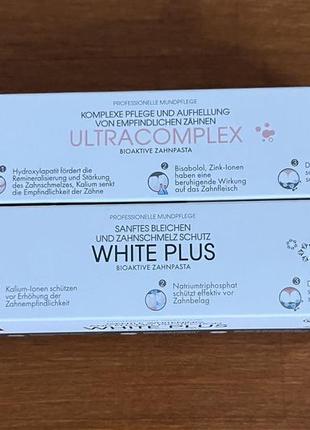 PROFESSIONELLE MUNDPFLEGE
KOMPLEXE PFLEGE UND AUFHELLUNG
VON EMPFINDLICHEN ZÄHNEN
ULTRACOMPLEX
BIOAKTIVE ZAHNPASTA
1
Hydroxylapatit fördert die
Remineralisierung und Stärkung
des Zahnschmelzes, Kalium senkt
die Empfindlichkeit der Zähne
2
Bisabolol, Zink-Ionen
haben eine
beruhigende Wirkung
auf das Zahnfleisch
3
PROFESSIONELLE MUNDPFLEGE
SANFTES BLEICHEN
UND ZAHNSCHMELZ SCHUTZ
WHITE PLUS
BIOAKTIVE ZAHNPASTA
Kalium-Ionen schützen
vor Erhöhung der
Zahnempfindlichkeit
2
Natriumtriphosphat
schützt effektiv vor
Zahnbelag
3
WHITE PLUS